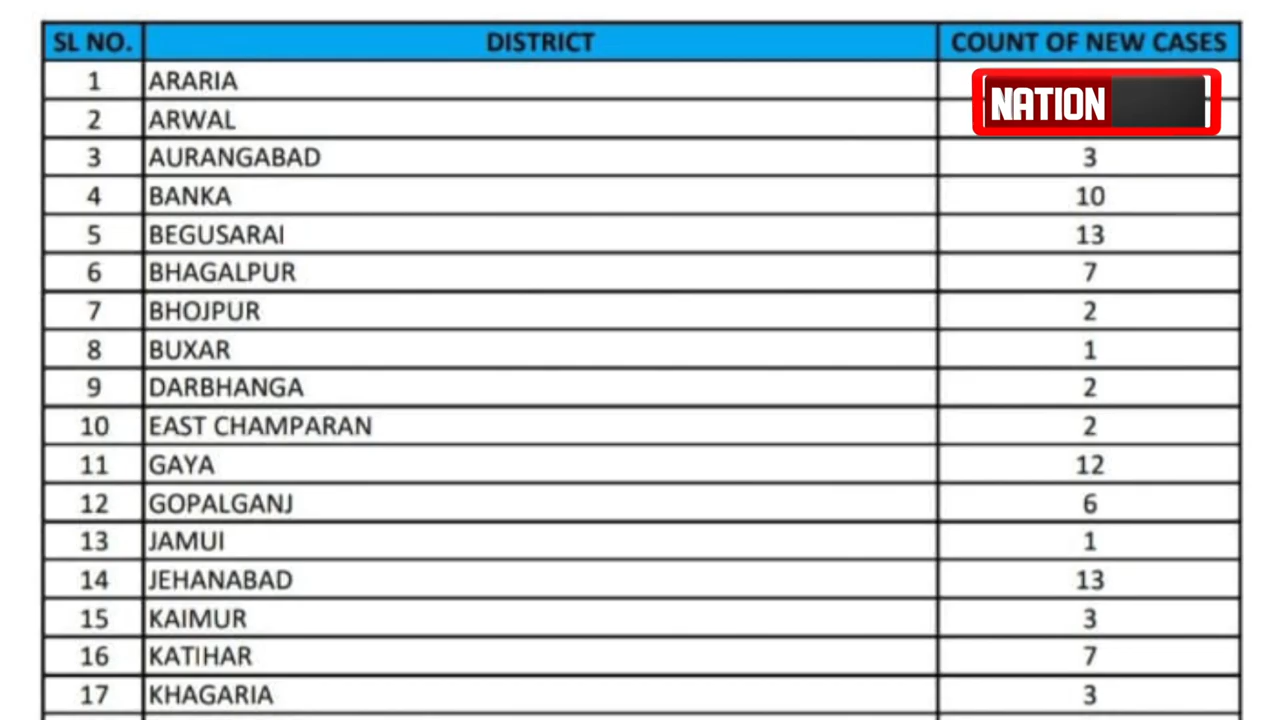 SL NO. DISTRICT COUNT OF NEW CASES
1 ARARIA
NATION
2 ARWAL
3 AURANGABAD 3
4 BANKA 10
5 BEGUSARAI 13
6 BHAGALPUR 7
7 BHOJPUR 2
8 BUXAR 1
9 DARBHANGA 2
10 EAST CHAMPARAN 2
11 GAYA 12
12 GOPALGANJ 6
13 JAMUI 1
14 JEHANABAD 13
15 KAIMUR 3
16 KATIHAR 7
17 KHAGARIA 3